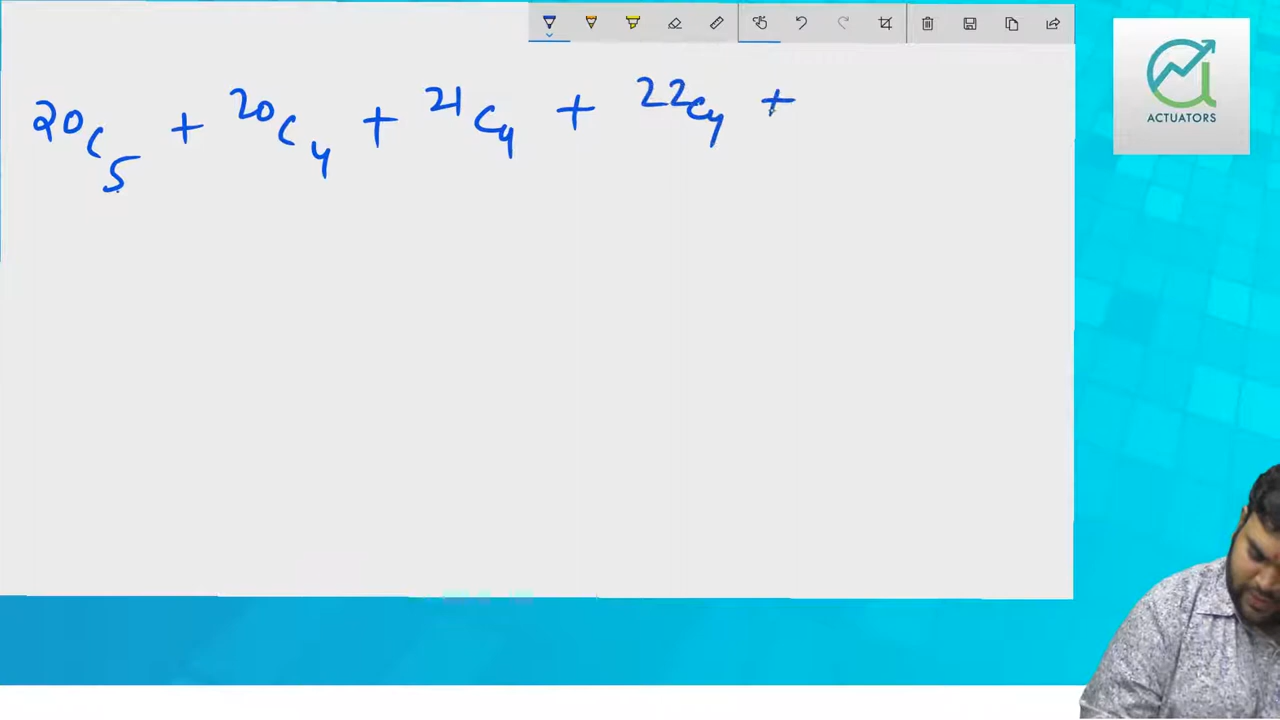 ²⁰C₅ + ²⁰C₄ + ²¹C₄ + ²²C₄ +
ACTUATORS